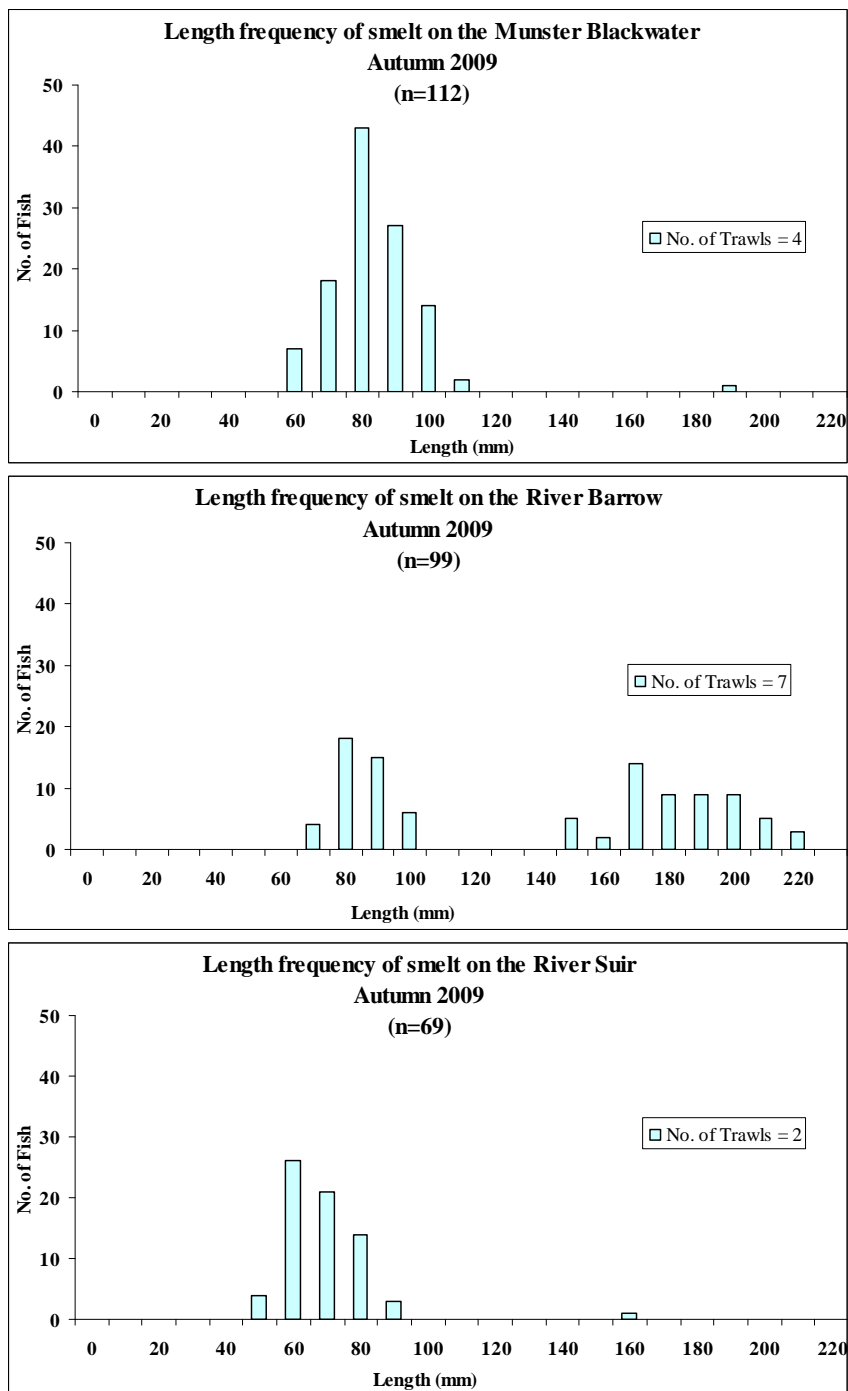 Length frequency of smelt on the Munster Blackwater
Autumn 2009
(n=112)
50
40
30
20
10
0
No. of Fish
No. of Trawls = 4
0 20 40 60 80 100 120 140 160 180 200 220
Length (mm)
Length frequency of smelt on the River Barrow
Autumn 2009
(n=99)
50
40
30
20
10
0
No. of Fish
No. of Trawls = 7
0 20 40 60 80 100 120 140 160 180 200 220
Length (mm)
Length frequency of smelt on the River Suir
Autumn 2009
(n=69)
50
40
30
20
10
0
No. of Fish
No. of Trawls = 2
0 20 40 60 80 100 120 140 160 180 200 220
Length (mm)